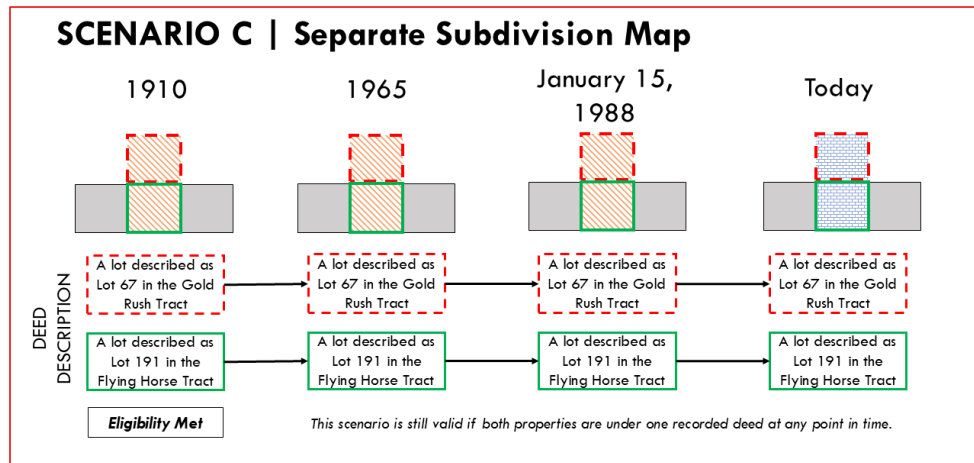 SCENARIO C | Separate Subdivision Map
1910
1965
January 15,
1988
Today
DEED
DESCRIPTION
A lot described as
Lot 67 in the Gold
Rush Tract
A lot described as
Lot 67 in the Gold
Rush Tract
A lot described as
Lot 67 in the Gold
Rush Tract
A lot described as
Lot 67 in the Gold
Rush Tract
A lot described as
Lot 191 in the
Flying Horse Tract
A lot described as
Lot 191 in the
Flying Horse Tract
A lot described as
Lot 191 in the
Flying Horse Tract
A lot described as
Lot 191 in the
Flying Horse Tract
Eligibility Met
This scenario is still valid if both properties are under one recorded deed at any point in time.